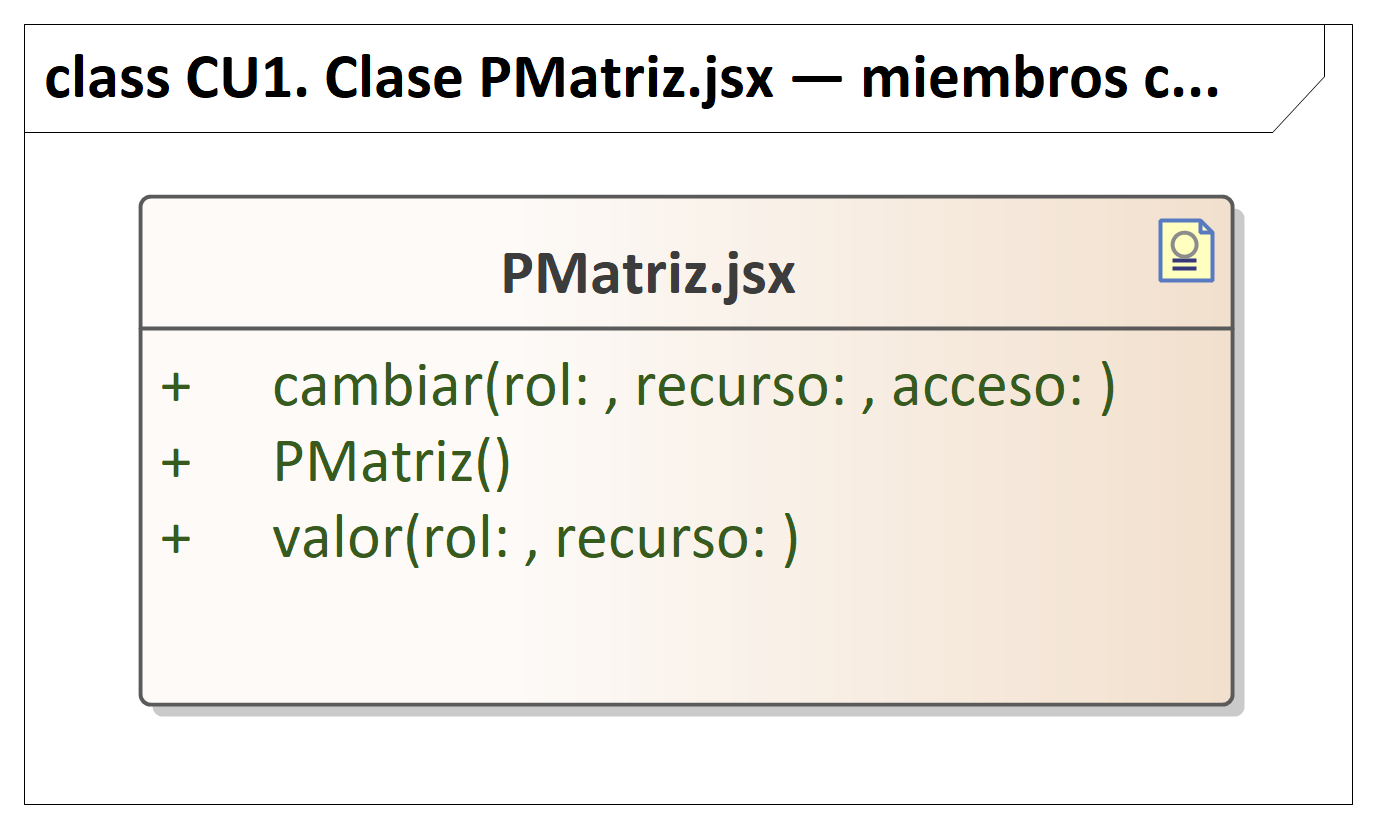 class CU1. Clase PMatriz.jsx — miembros c...
PMatriz.jsx
+ cambiar(rol: , recurso: , acceso: )
+ PMatriz()
+ valor(rol: , recurso: )